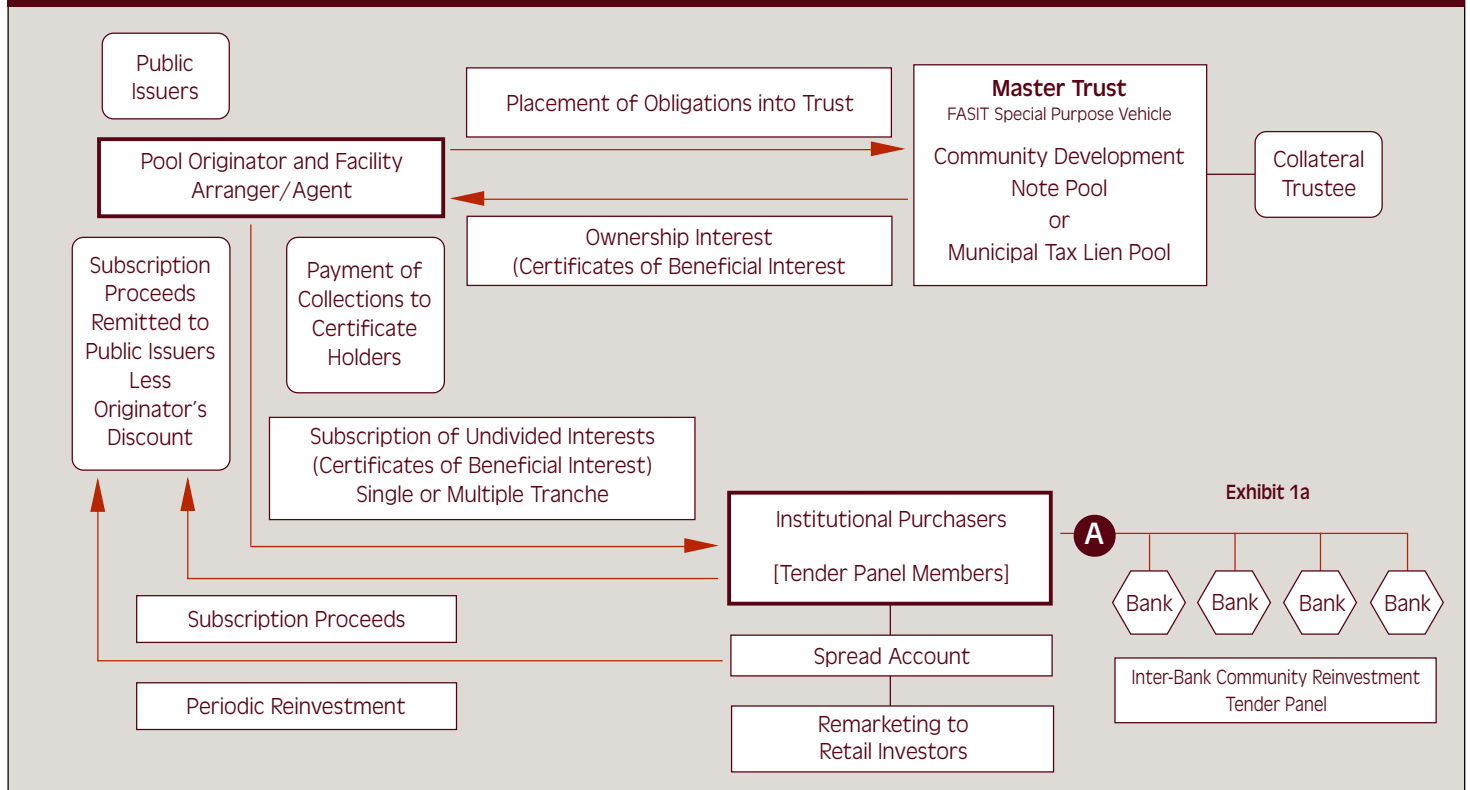 Public
Issuers
Placement of Obligations into Trust
Master Trust
FASIT Special Purpose Vehicle
Community Development
Note Pool
or
Municipal Tax Lien Pool
Collateral
Trustee
Pool Originator and Facility
Arranger/Agent
Ownership Interest
(Certificates of Beneficial Interest
Subscription
Proceeds
Remitted to
Public Issuers
Less
Originator's
Discount
Payment of
Collections to
Certificate
Holders
Subscription of Undivided Interests
(Certificates of Beneficial Interest)
Single or Multiple Tranche
Institutional Purchasers
[Tender Panel Members]
A
Exhibit 1a
Bank
Bank
Bank
Bank
Inter-Bank Community Reinvestment
Tender Panel
Subscription Proceeds
Spread Account
Periodic Reinvestment
Remarketing to
Retail Investors